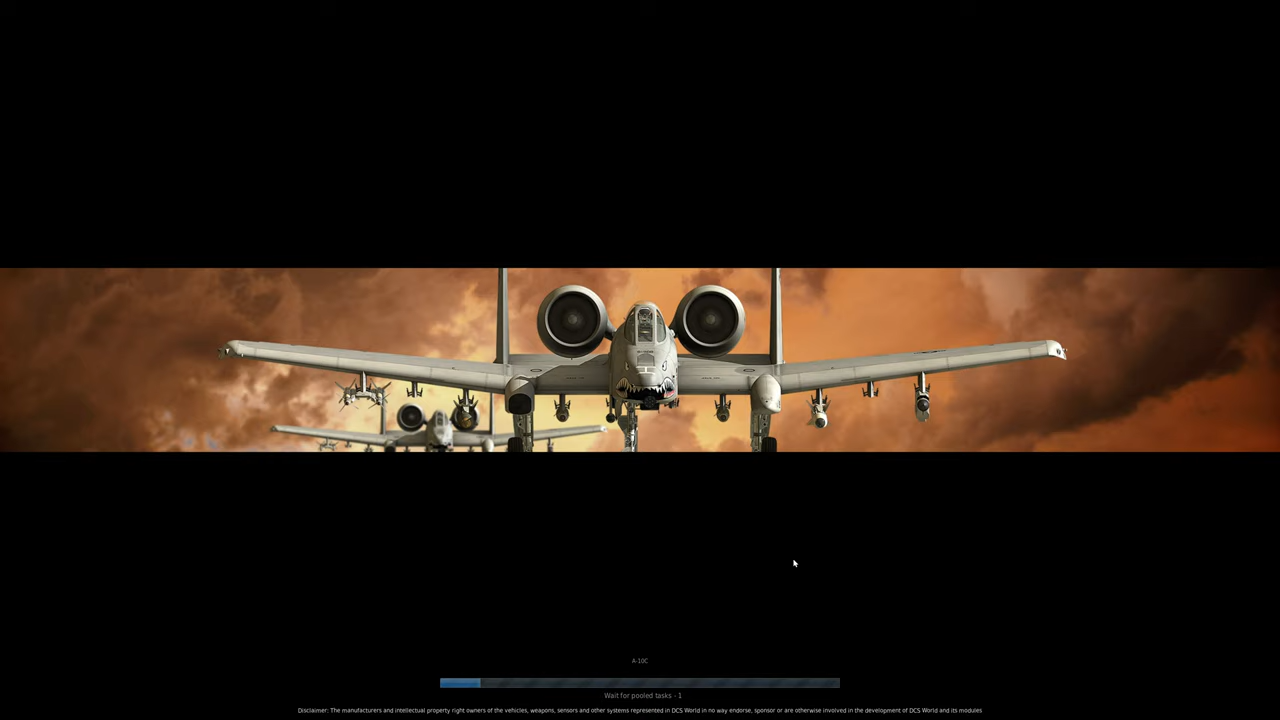 A-10C
Wait for pooled tasks - 1
Disclaimer: The manufacturers and intellectual property right owners of the vehicles, weapons, sensors and other systems represented in DCS World in no way endorse, sponsor or are otherwise involved in the development of DCS World and its modules